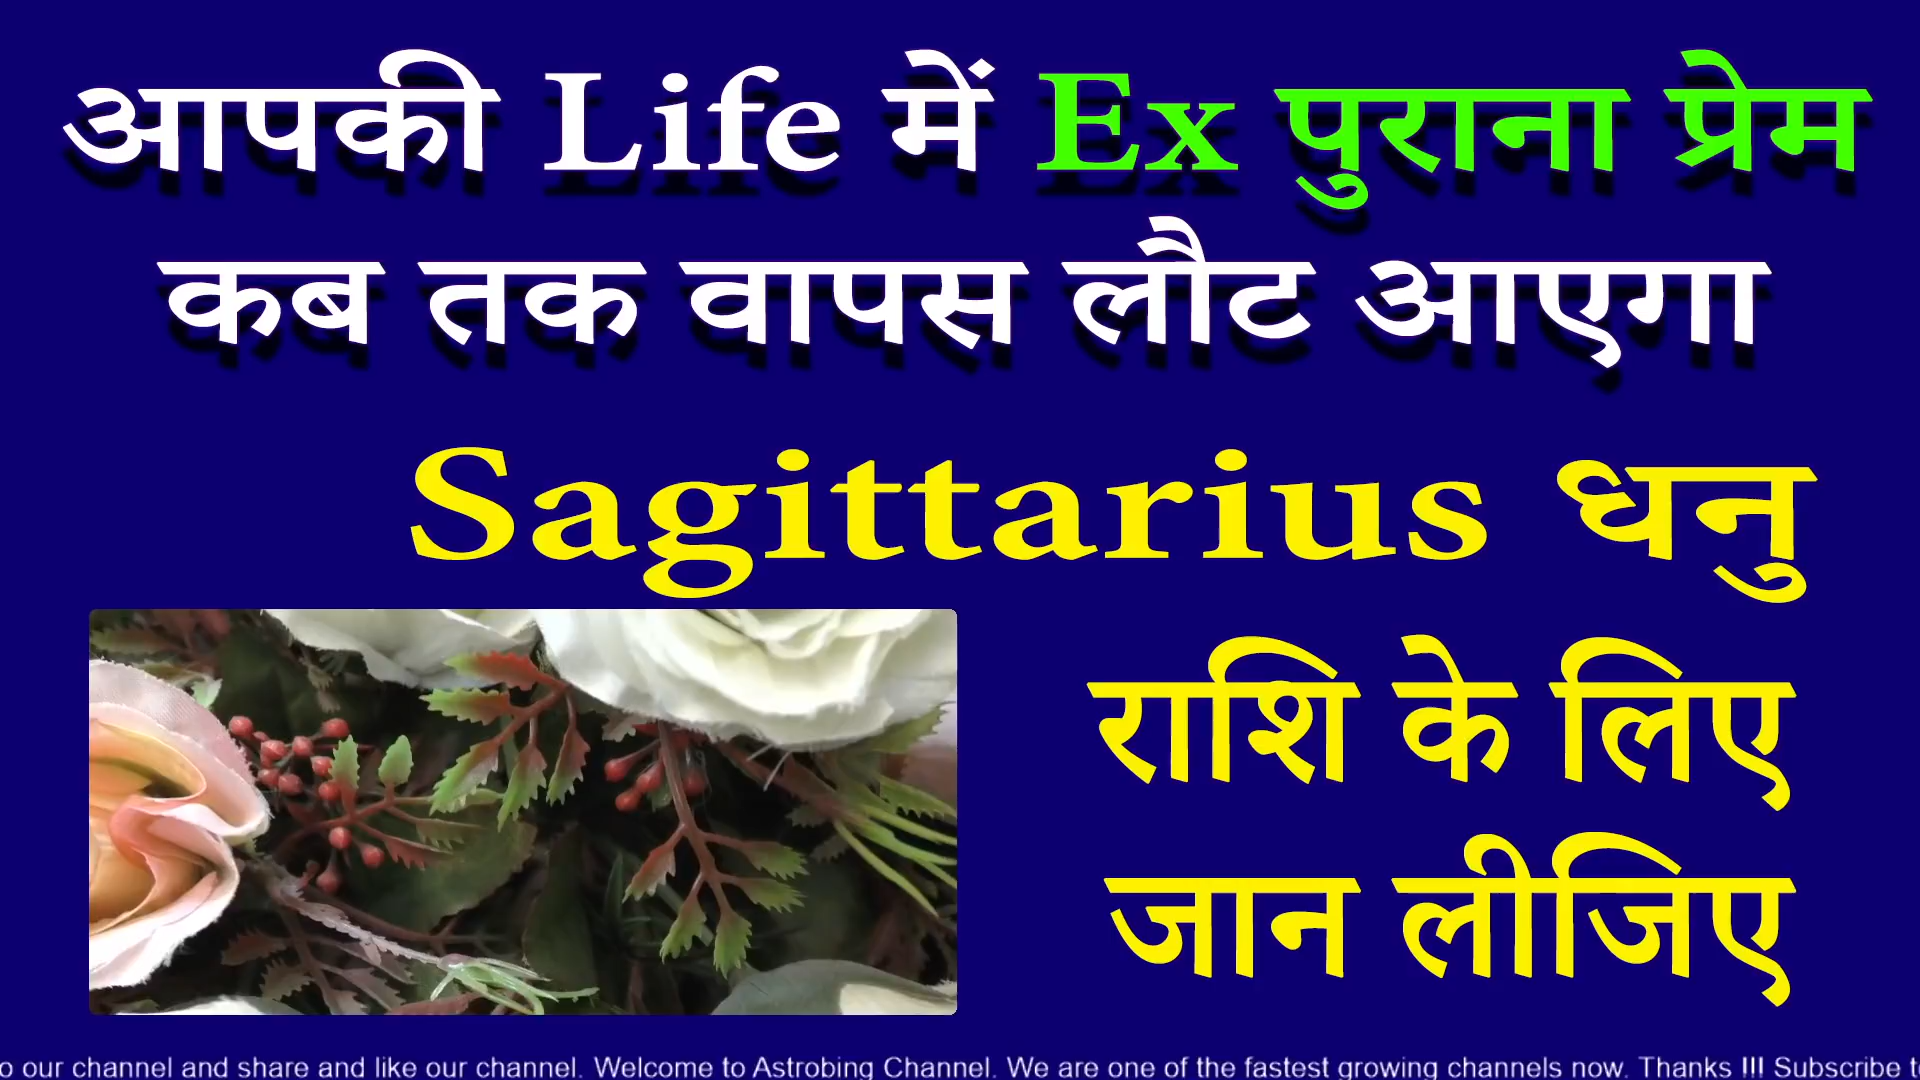 आपकी Life में Ex पुराना प्रेम
कब तक वापस लौट आएगा
Sagittarius धनु
राशि के लिए
जान लीजिए
o our channel and share and like our channel. Welcome to Astrobing Channel. We are one of the fastest growing channels now. Thanks !!! Subscribe t